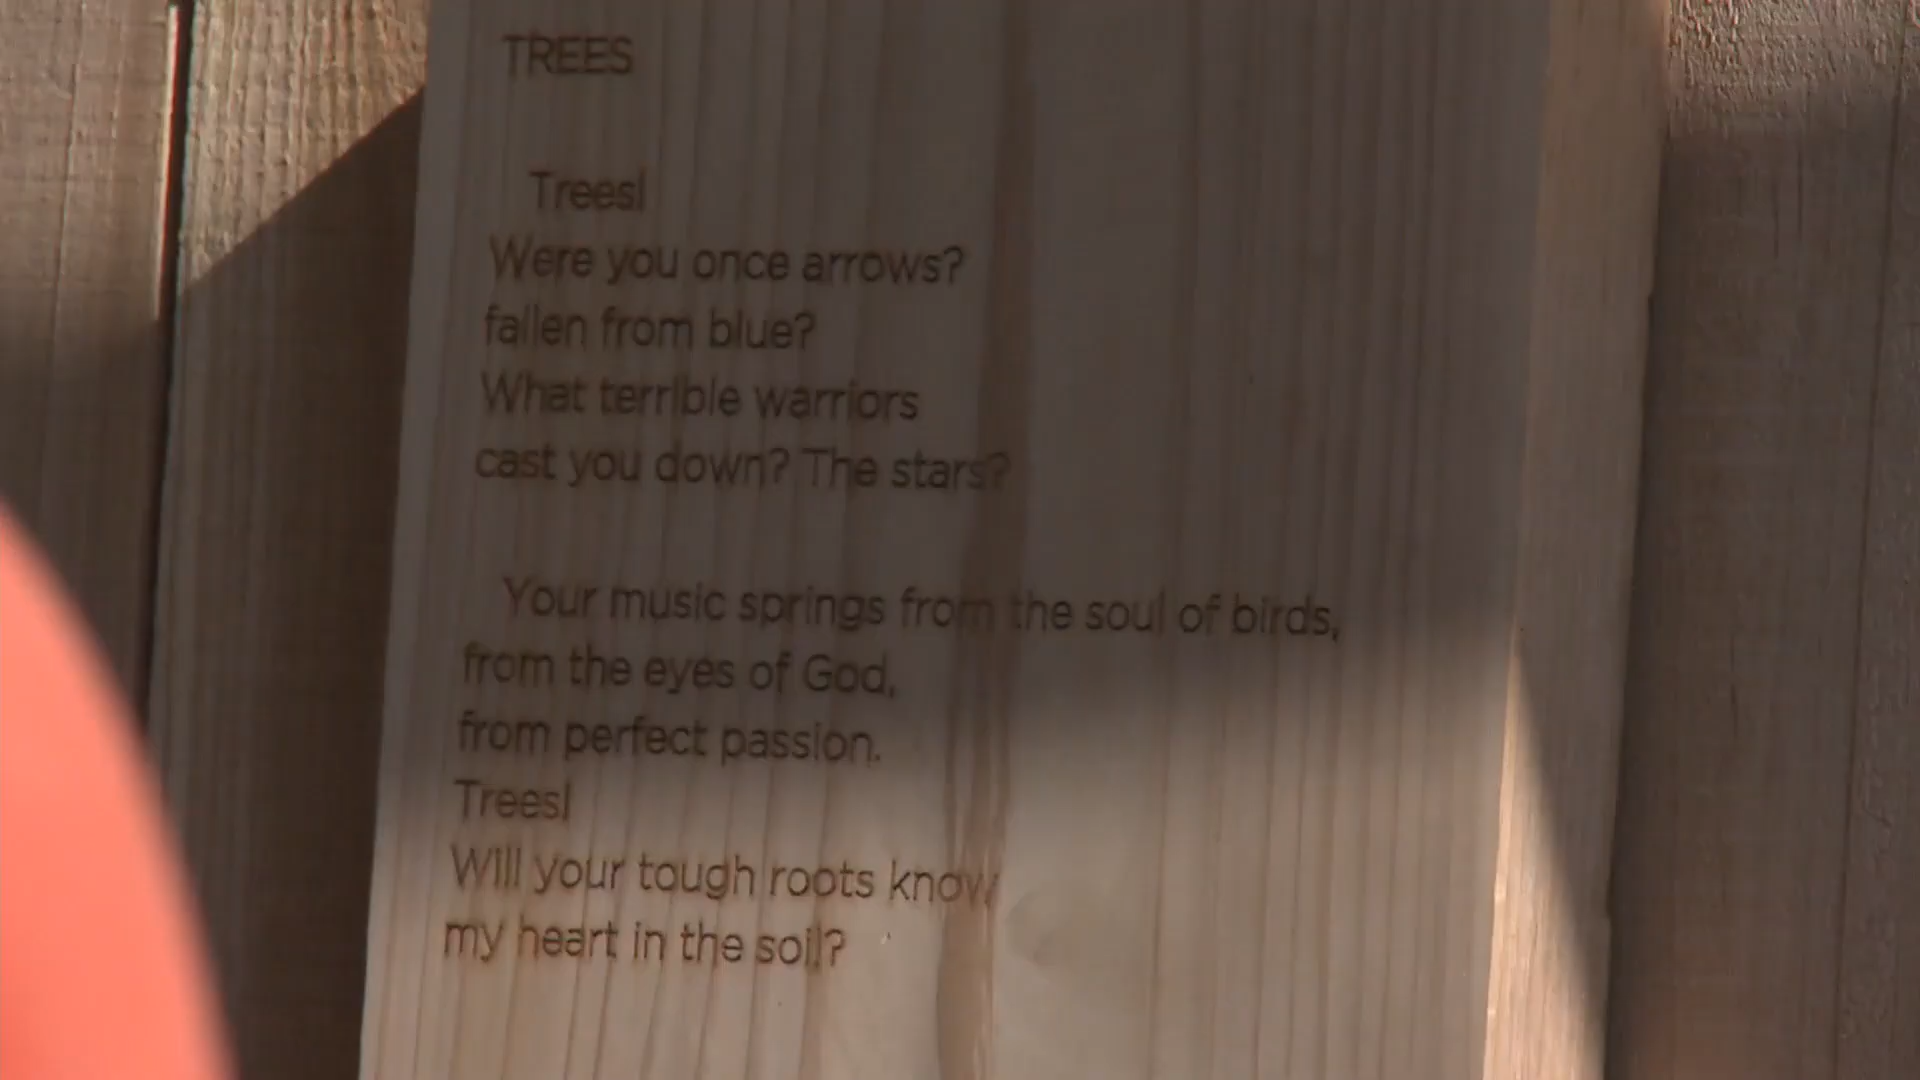 TREES
Trees!
Were you once arrows?
fallen from blue?
What terrible warriors
cast you down? The stars?
Your music springs from the soul of birds,
from the eyes of God,
from perfect passion.
Trees!
Will your tough roots know
my heart in the soil?